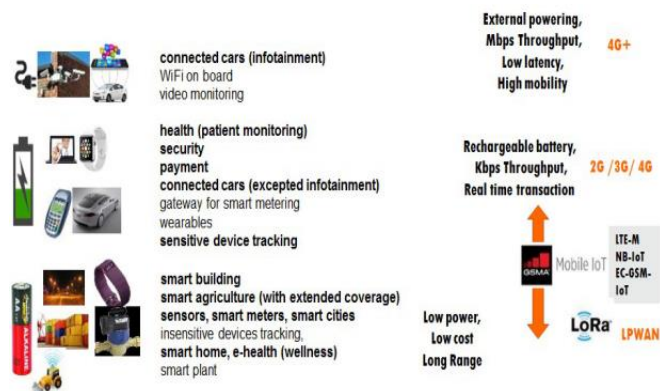 connected cars (infotainment)
WiFi on board
video monitoring
External powering,
Mbps Throughput,
Low latency,
High mobility
4G+
health (patient monitoring)
security
payment
connected cars (excepted infotainment)
gateway for smart metering
wearables
sensitive device tracking
Rechargeable battery,
Kbps Throughput,
Real time transaction
2G /3G/ 4G
GSMA
Mobile IoT
LTE-M
NB-IoT
EC-GSM-
IoT
smart building
smart agriculture (with extended coverage)
sensors, smart meters, smart cities
insensitive devices tracking,
smart home, e-health (wellness)
smart plant
AA
ALKALINE
Low power,
Low cost
Long Range
LoRa
LPWAN